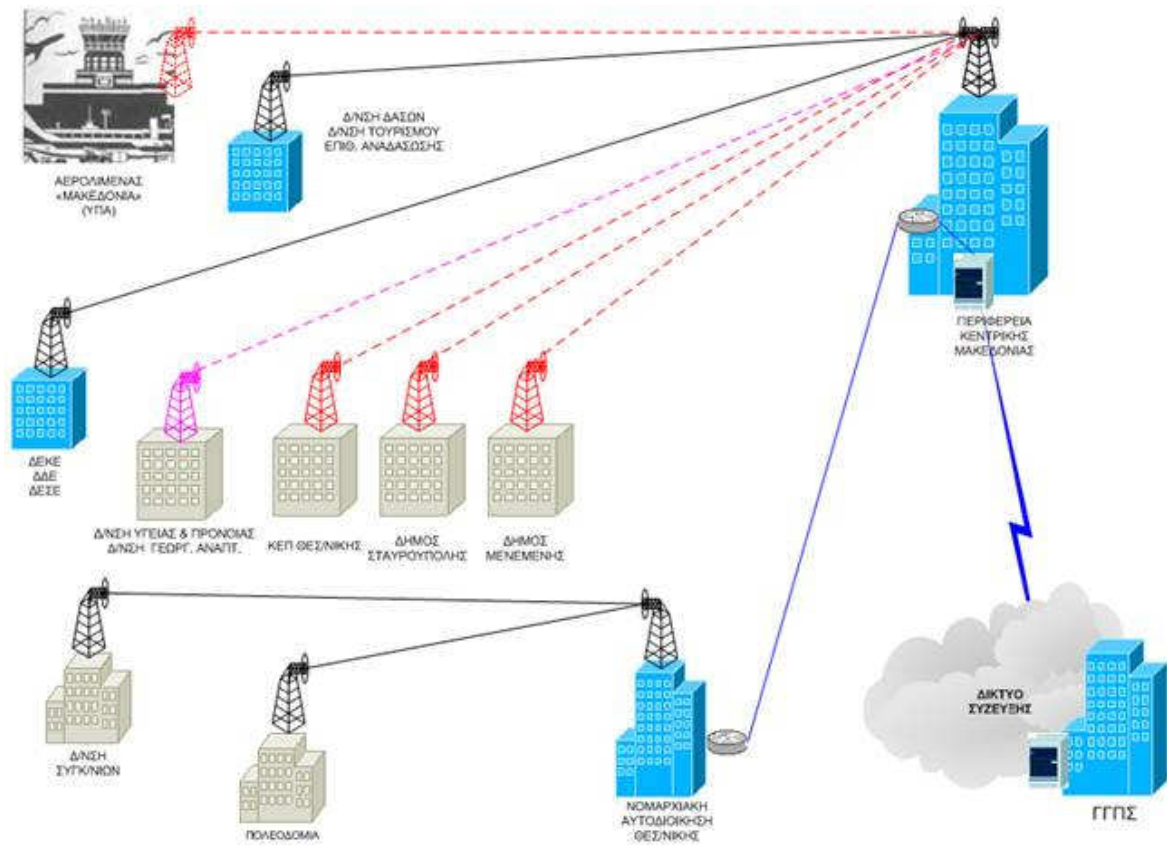 ΑΕΡΟΛΙΜΕΝΑΣ
«ΜΑΚΕΔΟΝΙΑ»
(ΥΠΑ)
Δ/ΝΣΗ ΔΑΣΩΝ
Δ/ΝΣΗ ΤΟΥΡΙΣΜΟΥ
ΕΠΙΘ. ΑΝΑΔΑΣΩΣΗΣ
ΠΕΡΙΦΕΡΕΙΑ
ΚΕΝΤΡΙΚΗΣ
ΜΑΚΕΔΟΝΙΑΣ
ΔΕΚΕ
ΔΔΕ
ΔΕΣΕ
Δ/ΝΣΗ ΥΓΕΙΑΣ & ΠΡΟΝΟΙΑΣ
Δ/ΝΣΗ ΓΕΩΡΓ. ΑΝΑΠΤ.
ΚΕΠ ΘΕΣ/ΝΙΚΗΣ
ΔΗΜΟΣ
ΣΤΑΥΡΟΥΠΟΛΗΣ
ΔΗΜΟΣ
ΜΕΝΕΜΕΝΗΣ
Δ/ΝΣΗ
ΣΥΓΚ/ΝΙΩΝ
ΠΟΛΕΟΔΟΜΙΑ
ΝΟΜΑΡΧΙΑΚΗ
ΑΥΤΟΔΙΟΙΚΗΣΗ
ΘΕΣ/ΝΙΚΗΣ
ΔΙΚΤΥΟ
ΣΥΖΕΥΞΗΣ
ΓΓΠΣ